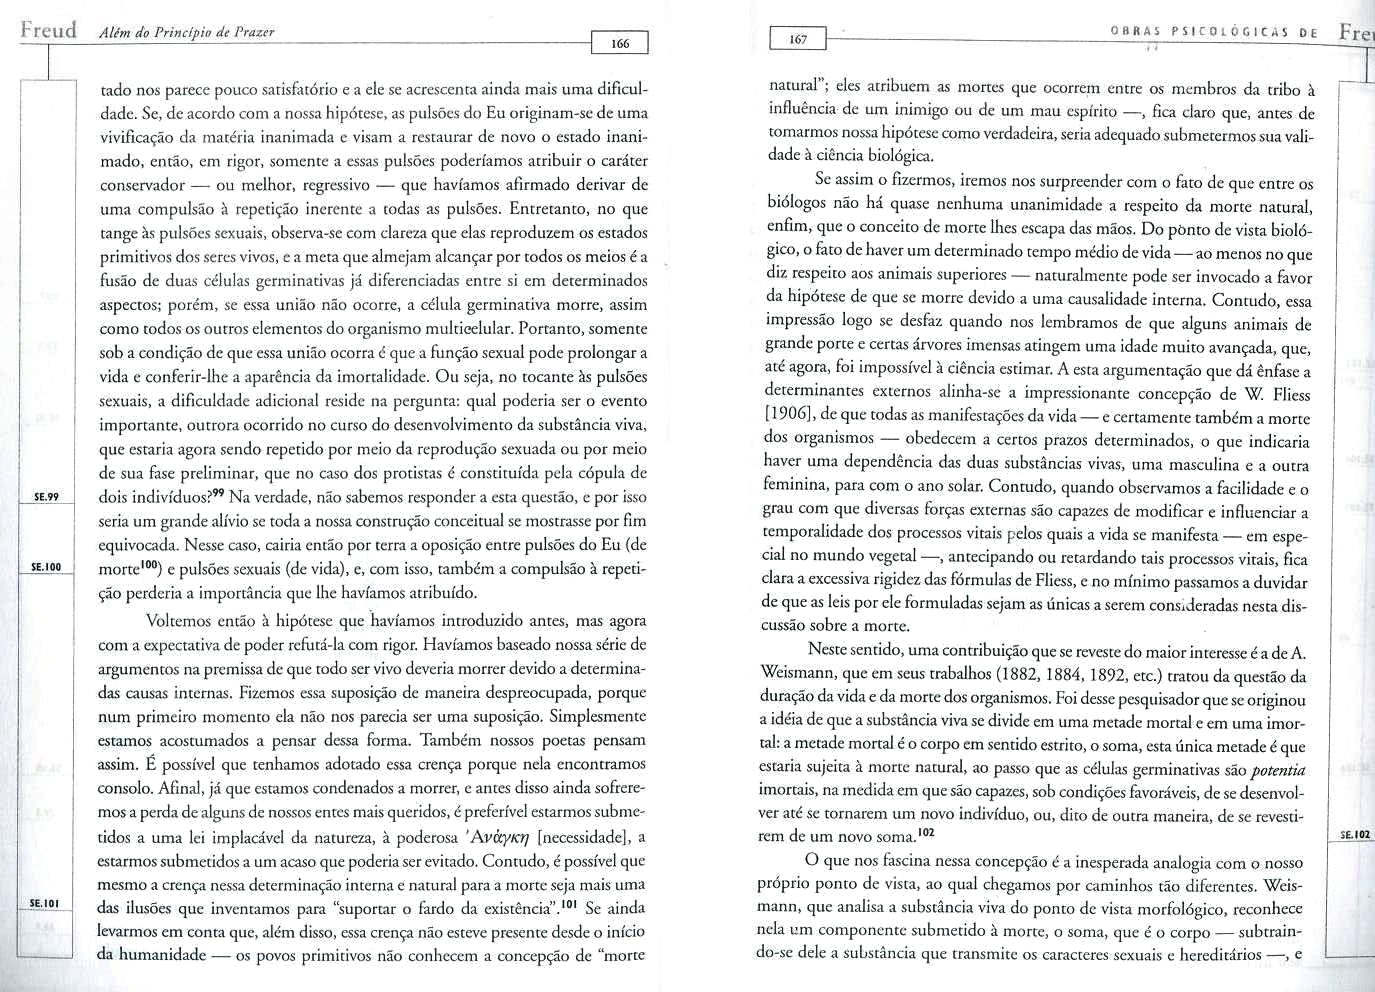 Freud Além do Princípio de Prazer 166
tado nos parece pouco satisfatório e a ele se acrescenta ainda mais uma dificul-
dade. Se, de acordo com a nossa hipótese, as pulsões do Eu originam-se de uma
vivificação da matéria inanimada e visam a restaurar de novo o estado inani-
mado, então, em rigor, somente a essas pulsões poderíamos atribuir o caráter
conservador — ou melhor, regressivo — que havíamos afirmado derivar de
uma compulsão à repetição inerente a todas as pulsões. Entretanto, no que
tange às pulsões sexuais, observa-se com clareza que elas reproduzem os estados
primitivos dos seres vivos, e a meta que almejam alcançar por todos os meios é a
fusão de duas células germinativas já diferenciadas entre si em determinados
aspectos; porém, se essa união não ocorre, a célula germinativa morre, assim
como todos os outros elementos do organismo multicelular. Portanto, somente
sob a condição de que essa união ocorra é que a função sexual pode prolongar a
vida e conferir-lhe a aparência da imortalidade. Ou seja, no tocante às pulsões
sexuais, a dificuldade adicional reside na pergunta: qual poderia ser o evento
importante, outrora ocorrido no curso do desenvolvimento da substância viva,
que estaria agora sendo repetido por meio da reprodução sexuada ou por meio
de sua fase preliminar, que no caso dos protistas é constituída pela cópula de
SE.99 dois indivíduos?⁹⁹ Na verdade, não sabemos responder a esta questão, e por isso
seria um grande alívio se toda a nossa construção conceitual se mostrasse por fim
equivocada. Nesse caso, cairia então por terra a oposição entre pulsões do Eu (de
SE.100 morte¹⁰⁰) e pulsões sexuais (de vida), e, com isso, também a compulsão à repeti-
ção perderia a importância que lhe havíamos atribuído.
Voltemos então à hipótese que havíamos introduzido antes, mas agora
com a expectativa de poder refutá-la com rigor. Havíamos baseado nossa série de
argumentos na premissa de que todo ser vivo deveria morrer devido a determina-
das causas internas. Fizemos essa suposição de maneira despreocupada, porque
num primeiro momento ela não nos parecia ser uma suposição. Simplesmente
estamos acostumados a pensar dessa forma. Também nossos poetas pensam
assim. É possível que tenhamos adotado essa crença porque nela encontramos
consolo. Afinal, já que estamos condenados a morrer, e antes disso ainda sofrere-
mos a perda de alguns de nossos entes mais queridos, é preferível estarmos subme-
tidos a uma lei implacável da natureza, à poderosa ʼΑνὰγκη [necessidade], a
estarmos submetidos a um acaso que poderia ser evitado. Contudo, é possível que
mesmo a crença nessa determinação interna e natural para a morte seja mais uma
SE.101 das ilusões que inventamos para “suportar o fardo da existência”.¹⁰¹ Se ainda
levarmos em conta que, além disso, essa crença não esteve presente desde o início
da humanidade — os povos primitivos não conhecem a concepção de “morte
167 OBRAS PSICOLÓGICAS DE Freu
natural”; eles atribuem as mortes que ocorrem entre os membros da tribo à
influência de um inimigo ou de um mau espírito —, fica claro que, antes de
tomarmos nossa hipótese como verdadeira, seria adequado submetermos sua vali-
dade à ciência biológica.
Se assim o fizermos, iremos nos surpreender com o fato de que entre os
biólogos não há quase nenhuma unanimidade a respeito da morte natural,
enfim, que o conceito de morte lhes escapa das mãos. Do ponto de vista bioló-
gico, o fato de haver um determinado tempo médio de vida — ao menos no que
diz respeito aos animais superiores — naturalmente pode ser invocado a favor
da hipótese de que se morre devido a uma causalidade interna. Contudo, essa
impressão logo se desfaz quando nos lembramos de que alguns animais de
grande porte e certas árvores imensas atingem uma idade muito avançada, que,
até agora, foi impossível à ciência estimar. A esta argumentação que dá ênfase a
determinantes externos alinha-se a impressionante concepção de W. Fliess
[1906], de que todas as manifestações da vida — e certamente também a morte
dos organismos — obedecem a certos prazos determinados, o que indicaria
haver uma dependência das duas substâncias vivas, uma masculina e a outra
feminina, para com o ano solar. Contudo, quando observamos a facilidade e o
grau com que diversas forças externas são capazes de modificar e influenciar a
temporalidade dos processos vitais pelos quais a vida se manifesta — em espe-
cial no mundo vegetal —, antecipando ou retardando tais processos vitais, fica
clara a excessiva rigidez das fórmulas de Fliess, e no mínimo passamos a duvidar
de que as leis por ele formuladas sejam as únicas a serem consideradas nesta dis-
cussão sobre a morte.
Neste sentido, uma contribuição que se reveste do maior interesse é a de A.
Weismann, que em seus trabalhos (1882, 1884, 1892, etc.) tratou da questão da
duração da vida e da morte dos organismos. Foi desse pesquisador que se originou
a idéia de que a substância viva se divide em uma metade mortal e em uma imor-
tal: a metade mortal é o corpo em sentido estrito, o soma, esta única metade é que
estaria sujeita à morte natural, ao passo que as células germinativas são potentia
imortais, na medida em que são capazes, sob condições favoráveis, de se desenvol-
ver até se tornarem um novo indivíduo, ou, dito de outra maneira, de se revesti-
rem de um novo soma.¹⁰² SE.102
O que nos fascina nessa concepção é a inesperada analogia com o nosso
próprio ponto de vista, ao qual chegamos por caminhos tão diferentes. Weis-
mann, que analisa a substância viva do ponto de vista morfológico, reconhece
nela um componente submetido à morte, o soma, que é o corpo — subtrain-
do-se dele a substância que transmite os caracteres sexuais e hereditários —, e